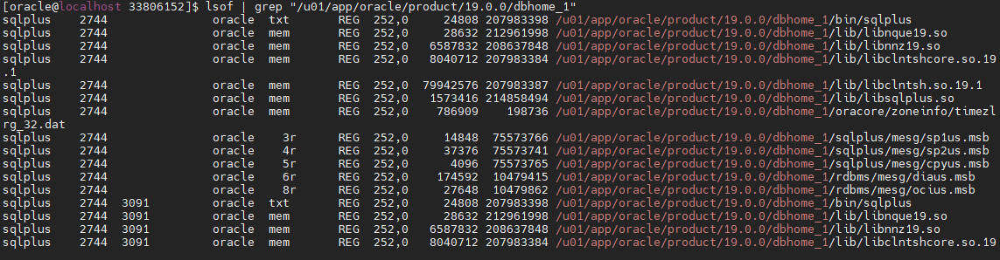 [oracle@localhost 33806152]$ lsof | grep "/u01/app/oracle/product/19.0.0/dbhome_1"
sqlplus   2744            oracle  txt       REG  252,0     24808 207983398 /u01/app/oracle/product/19.0.0/dbhome_1/bin/sqlplus
sqlplus   2744            oracle  mem       REG  252,0     28632 212961998 /u01/app/oracle/product/19.0.0/dbhome_1/lib/libnque19.so
sqlplus   2744            oracle  mem       REG  252,0   6587832 208637848 /u01/app/oracle/product/19.0.0/dbhome_1/lib/libnnz19.so
sqlplus   2744            oracle  mem       REG  252,0   8040712 207983384 /u01/app/oracle/product/19.0.0/dbhome_1/lib/libclntshcore.so.19
.1
sqlplus   2744            oracle  mem       REG  252,0  79942576 207983387 /u01/app/oracle/product/19.0.0/dbhome_1/lib/libclntsh.so.19.1
sqlplus   2744            oracle  mem       REG  252,0   1573416 214858494 /u01/app/oracle/product/19.0.0/dbhome_1/lib/libsqlplus.so
sqlplus   2744            oracle  mem       REG  252,0    786909    198736 /u01/app/oracle/product/19.0.0/dbhome_1/oracore/zoneinfo/timezl
rg_32.dat
sqlplus   2744            oracle    3r      REG  252,0     14848  75573766 /u01/app/oracle/product/19.0.0/dbhome_1/sqlplus/mesg/sp1us.msb
sqlplus   2744            oracle    4r      REG  252,0     37376  75573741 /u01/app/oracle/product/19.0.0/dbhome_1/sqlplus/mesg/sp2us.msb
sqlplus   2744            oracle    5r      REG  252,0      4096  75573765 /u01/app/oracle/product/19.0.0/dbhome_1/sqlplus/mesg/cpyus.msb
sqlplus   2744            oracle    6r      REG  252,0    174592  10479415 /u01/app/oracle/product/19.0.0/dbhome_1/rdbms/mesg/diaus.msb
sqlplus   2744            oracle    8r      REG  252,0     27648  10479862 /u01/app/oracle/product/19.0.0/dbhome_1/rdbms/mesg/ocius.msb
sqlplus   2744  3091      oracle  txt       REG  252,0     24808 207983398 /u01/app/oracle/product/19.0.0/dbhome_1/bin/sqlplus
sqlplus   2744  3091      oracle  mem       REG  252,0     28632 212961998 /u01/app/oracle/product/19.0.0/dbhome_1/lib/libnque19.so
sqlplus   2744  3091      oracle  mem       REG  252,0   6587832 208637848 /u01/app/oracle/product/19.0.0/dbhome_1/lib/libnnz19.so
sqlplus   2744  3091      oracle  mem       REG  252,0   8040712 207983384 /u01/app/oracle/product/19.0.0/dbhome_1/lib/libclntshcore.so.19